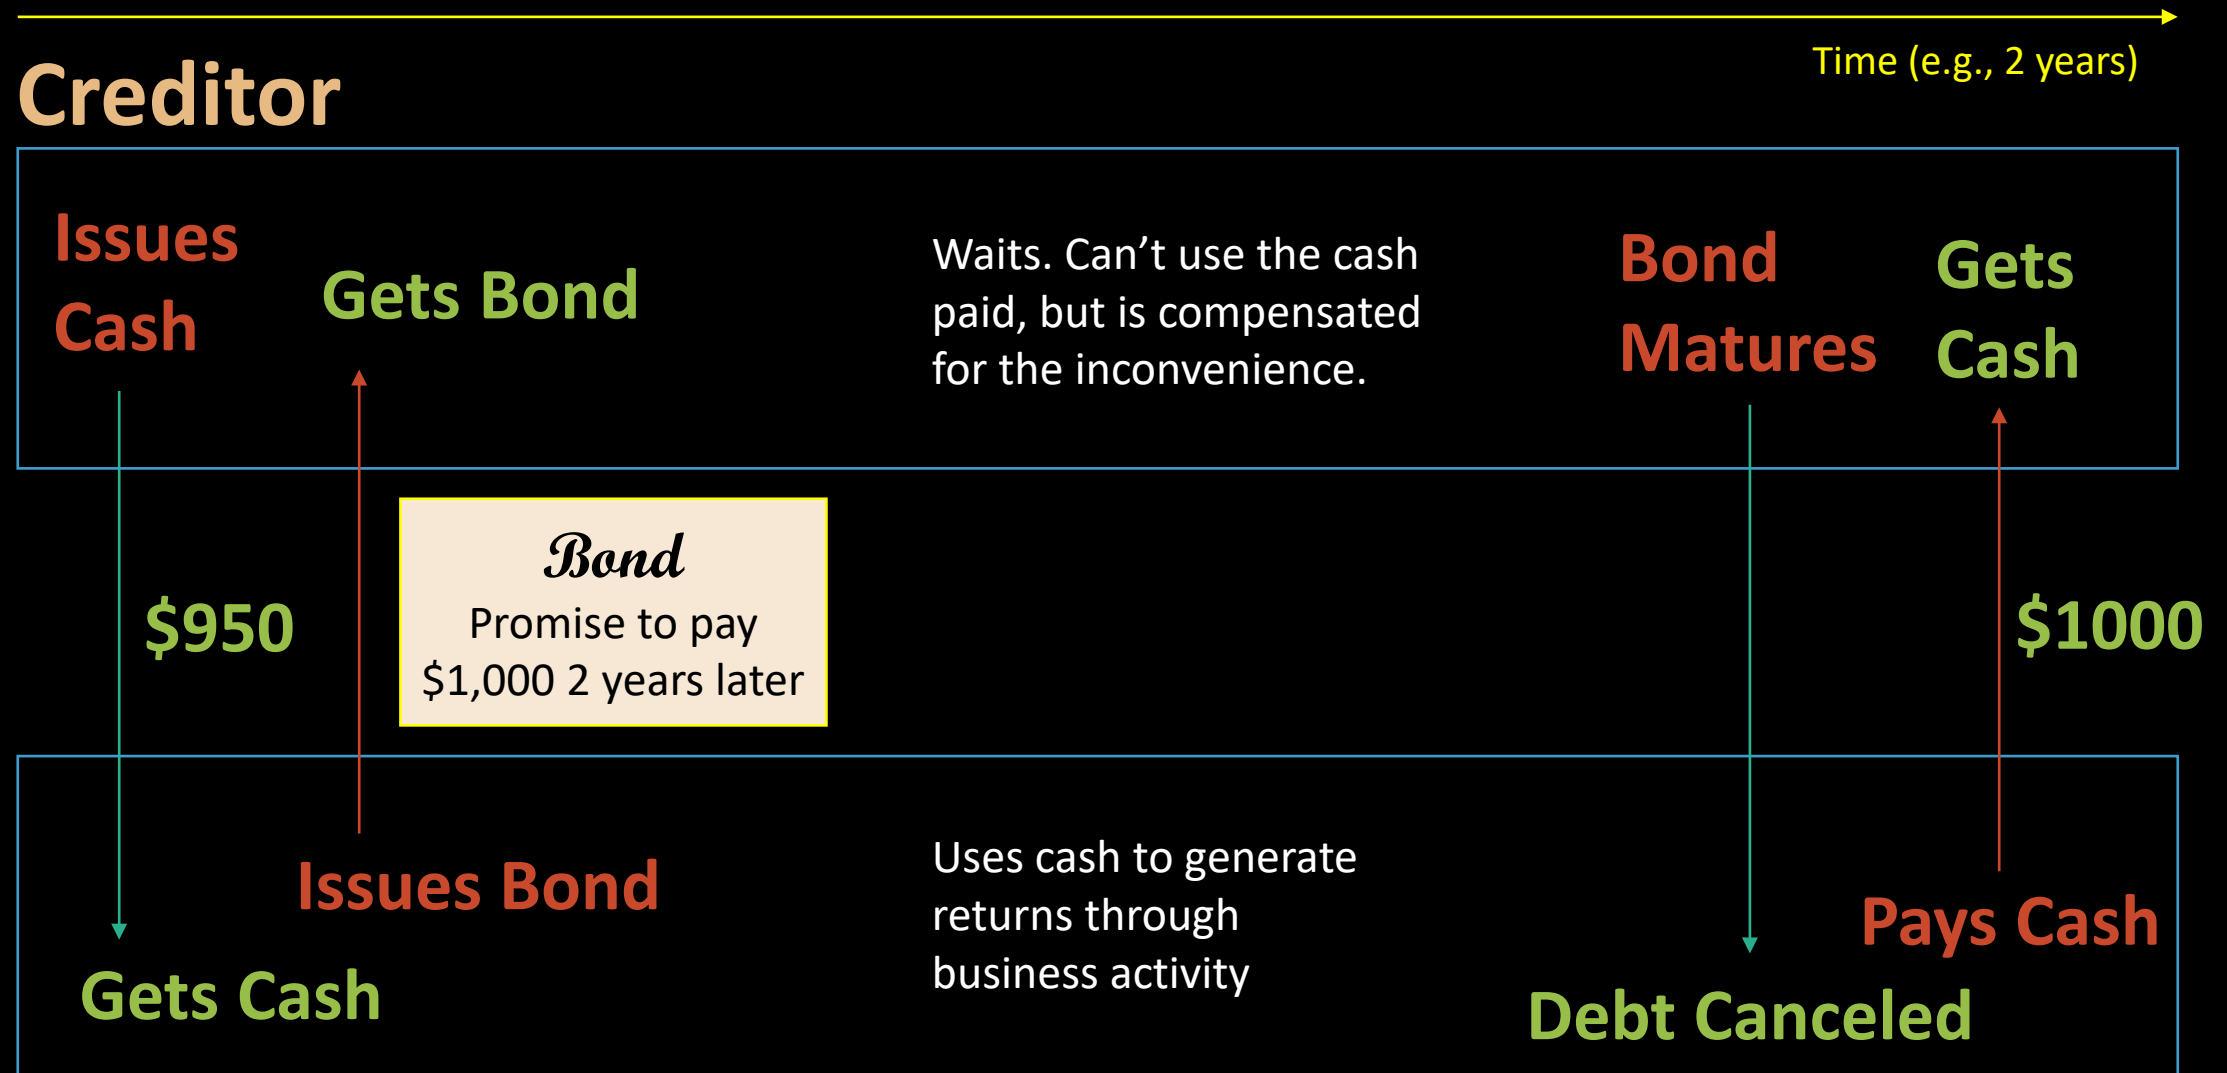 Time (e.g., 2 years)
Creditor
Issues
Cash
Gets Bond
Waits. Can’t use the cash
paid, but is compensated
for the inconvenience.
Bond
Matures
Gets
Cash
$950
Bond
Promise to pay
$1,000 2 years later
$1000
Gets Cash
Issues Bond
Uses cash to generate
returns through
business activity
Debt Canceled
Pays Cash